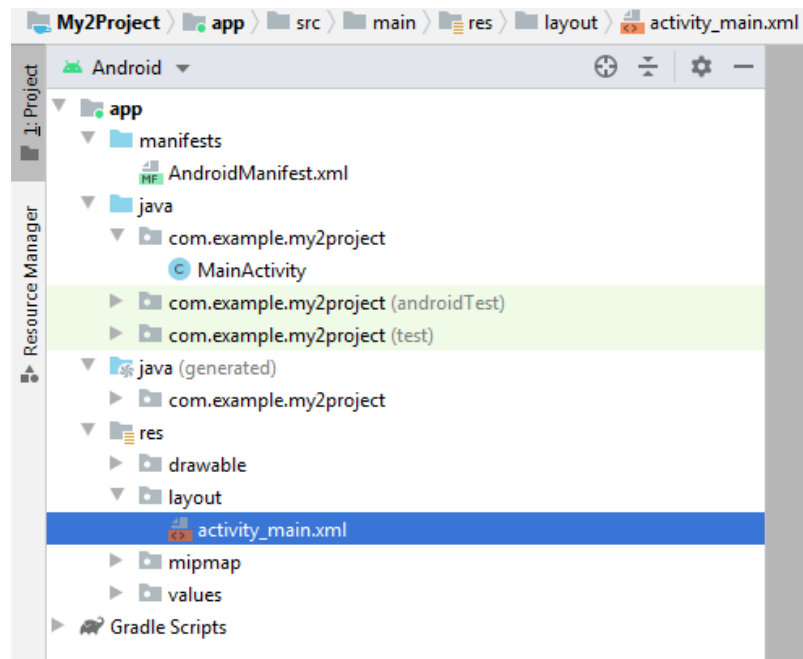 My2Project app src main res layout activity_main.xml
1: Project
Resource Manager
Android
app
manifests
MF AndroidManifest.xml
java
com.example.my2project
C MainActivity
com.example.my2project (androidTest)
com.example.my2project (test)
java (generated)
com.example.my2project
res
drawable
layout
activity_main.xml
mipmap
values
Gradle Scripts